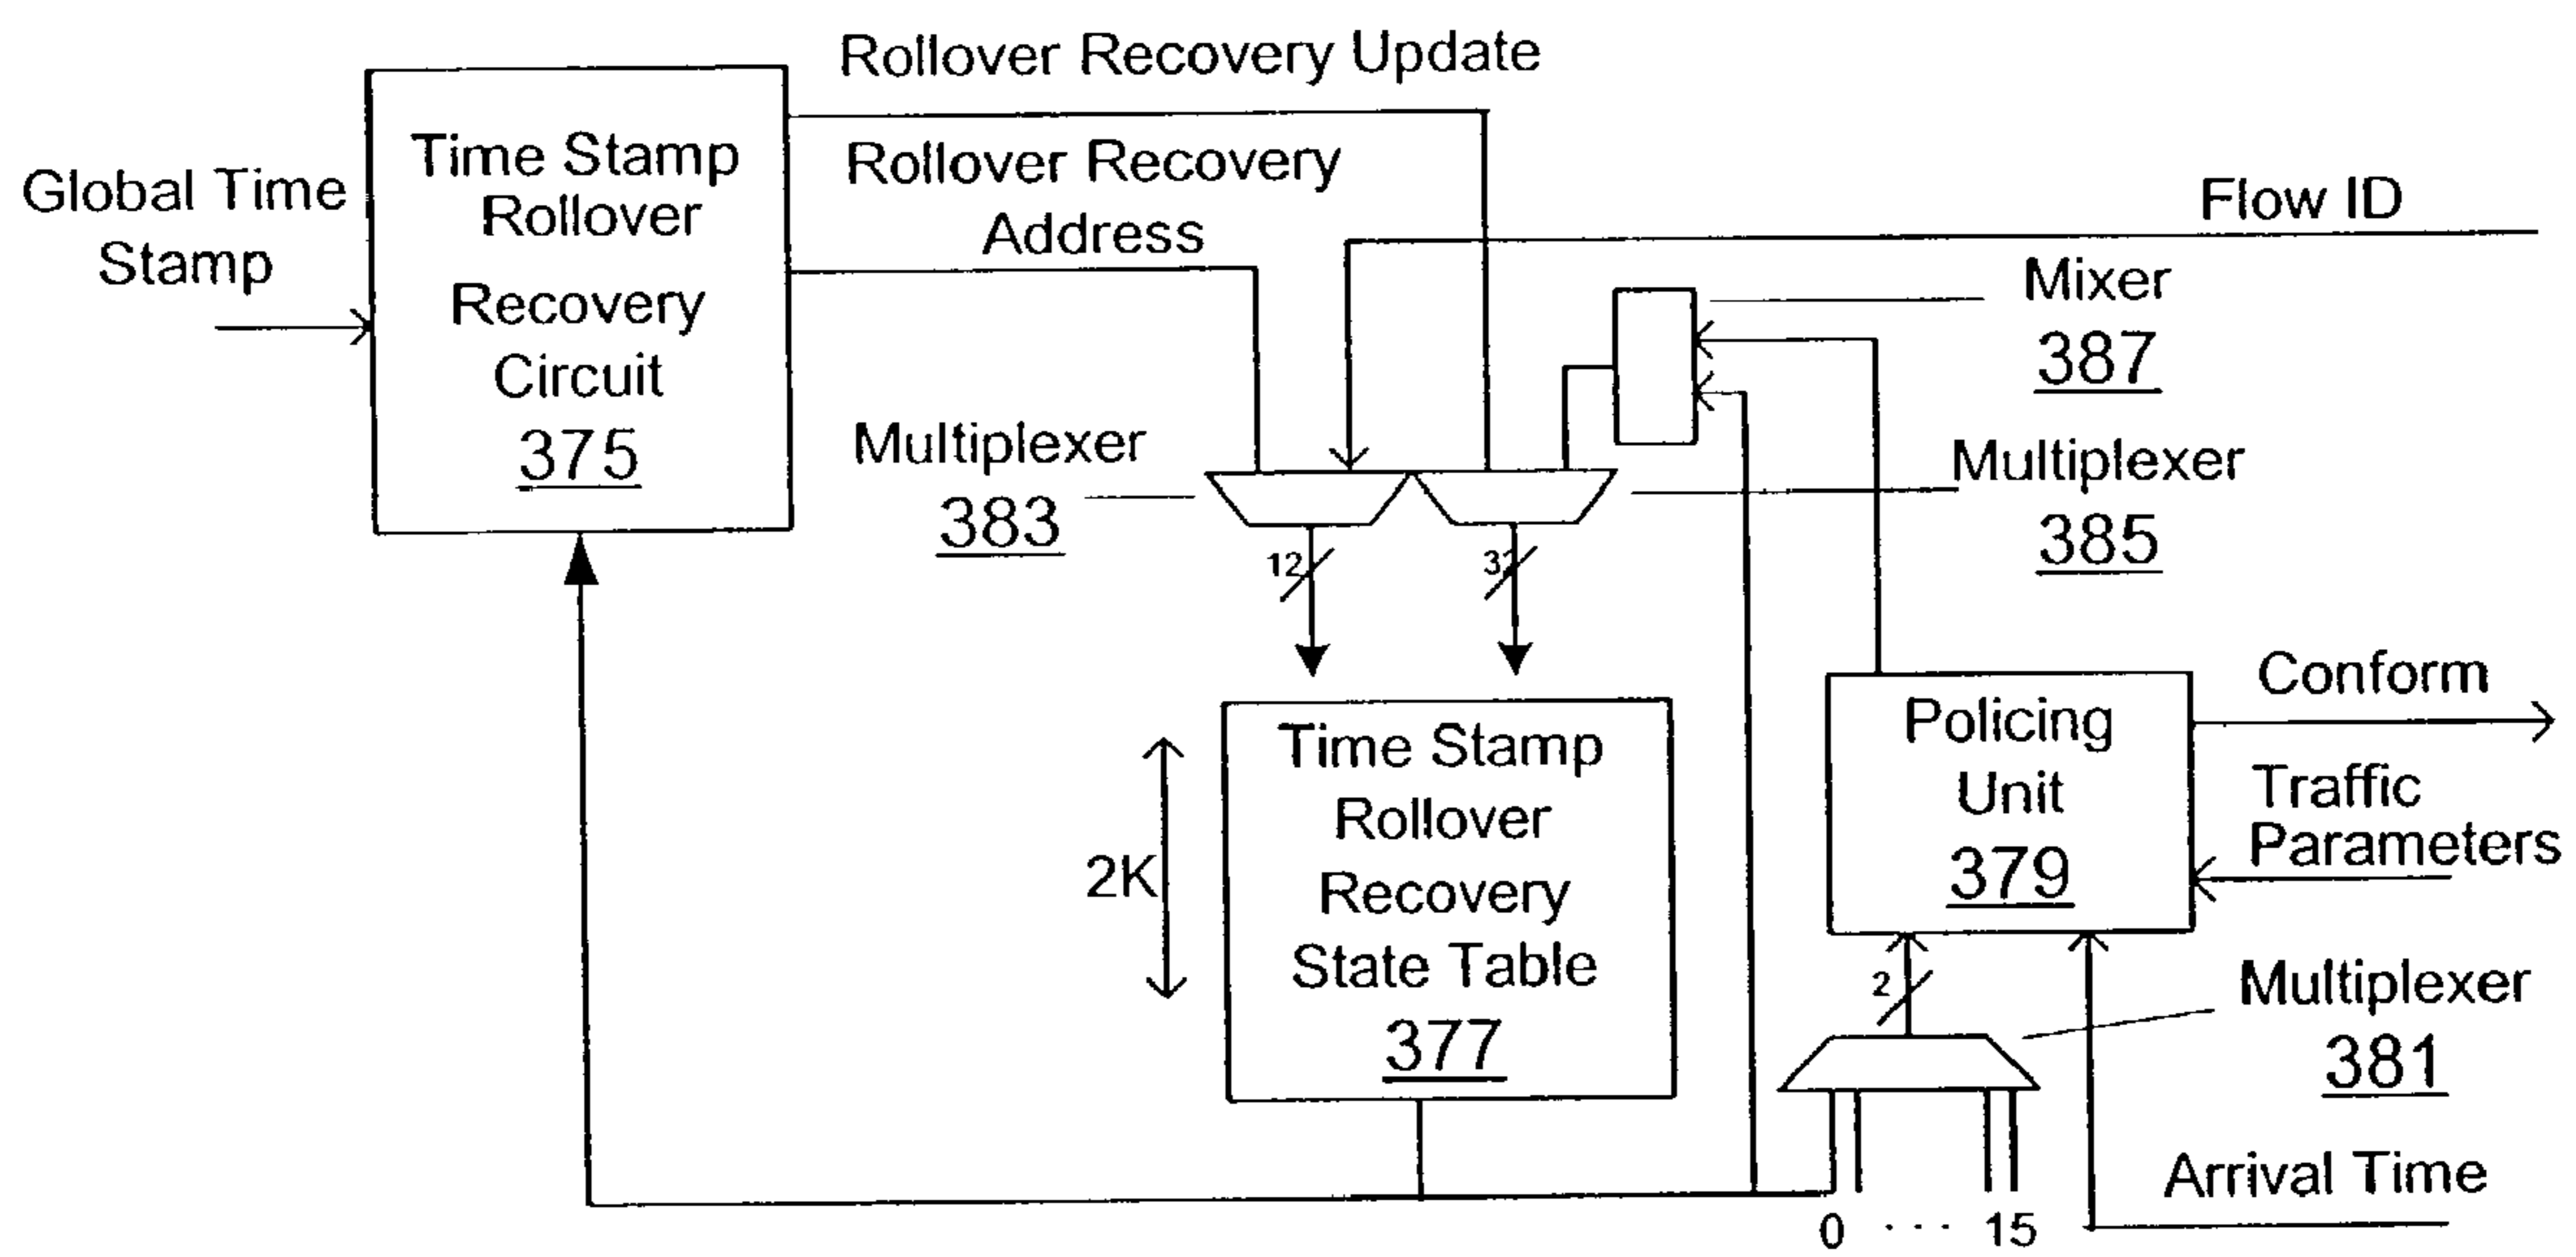 Rollover Recovery Update
Time Stamp
Rollover
Recovery
Circuit
375
Global Time
Stamp
Rollover Recovery
Address
Flow ID
Mixer
387
Multiplexer
383
Multiplexer
385
12
32
Time Stamp
Rollover
Recovery
State Table
377
2K
Policing
Unit
379
Conform
Traffic
Parameters
2
Multiplexer
381
Arrival Time
0 ... 15